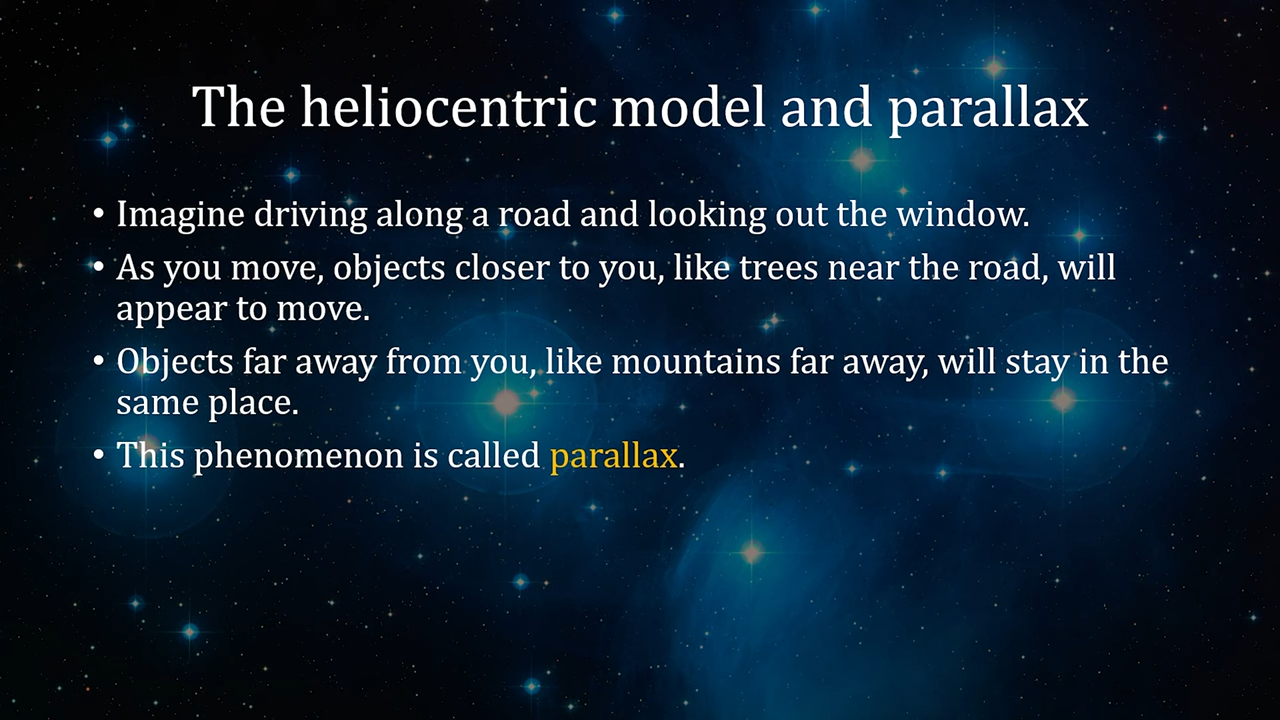 The heliocentric model and parallax
• Imagine driving along a road and looking out the window.
• As you move, objects closer to you, like trees near the road, will
appear to move.
• Objects far away from you, like mountains far away, will stay in the
same place.
• This phenomenon is called parallax.